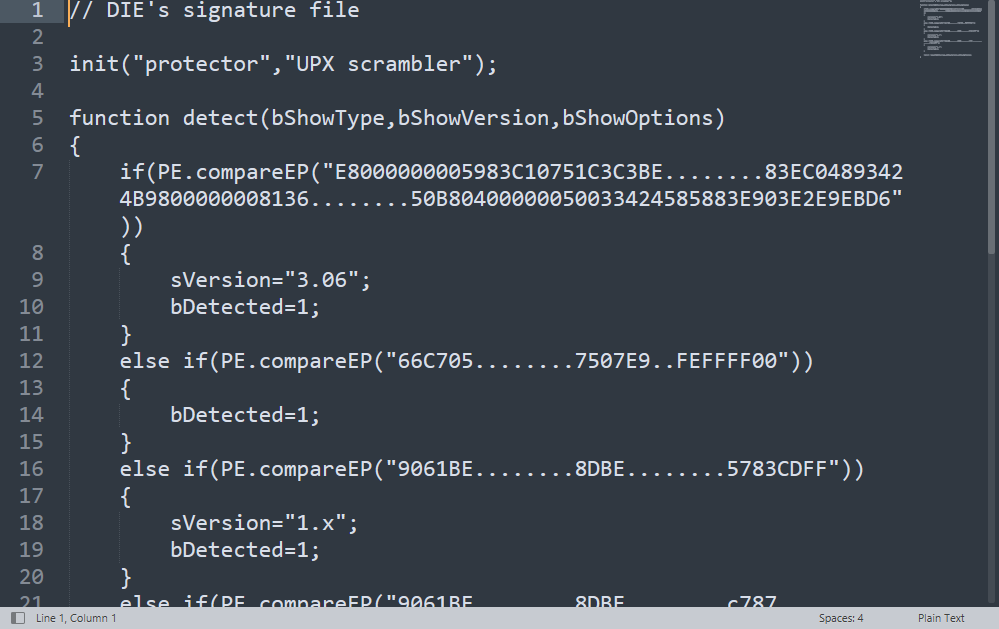 1 // DIE's signature file
2
3 init("protector","UPX scrambler");
4
5 function detect(bShowType,bShowVersion,bShowOptions)
6 {
7 if(PE.compareEP("E8000000005983C10751C3C3BE........83EC0489342
4B9800000008136........50B80400000050033424585883E903E2E9EBD6"
))
8 {
9 sVersion="3.06";
10 bDetected=1;
11 }
12 else if(PE.compareEP("66C705........7507E9..FEFFFF00"))
13 {
14 bDetected=1;
15 }
16 else if(PE.compareEP("9061BE........8DBE........5783CDFF"))
17 {
18 sVersion="1.x";
19 bDetected=1;
20 }
21 else if(PE.compareEP("9061BE........8DBE........c787
Line 1, Column 1
Spaces: 4
Plain Text